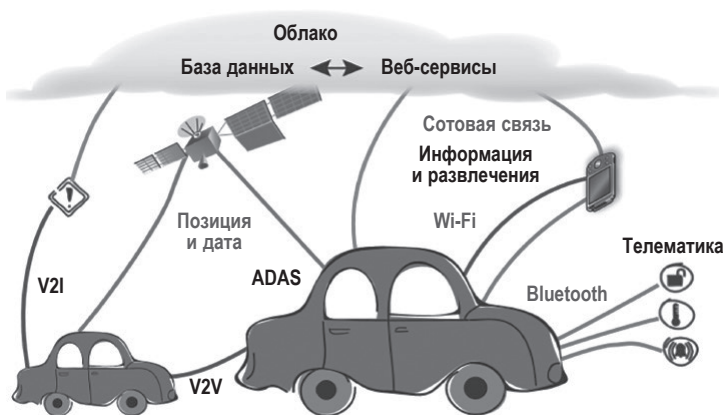 Облако
База данных Веб-сервисы
Сотовая связь
Информация
и развлечения
Позиция
и дата
Wi-Fi
Телематика
V2I
ADAS
Bluetooth
V2V